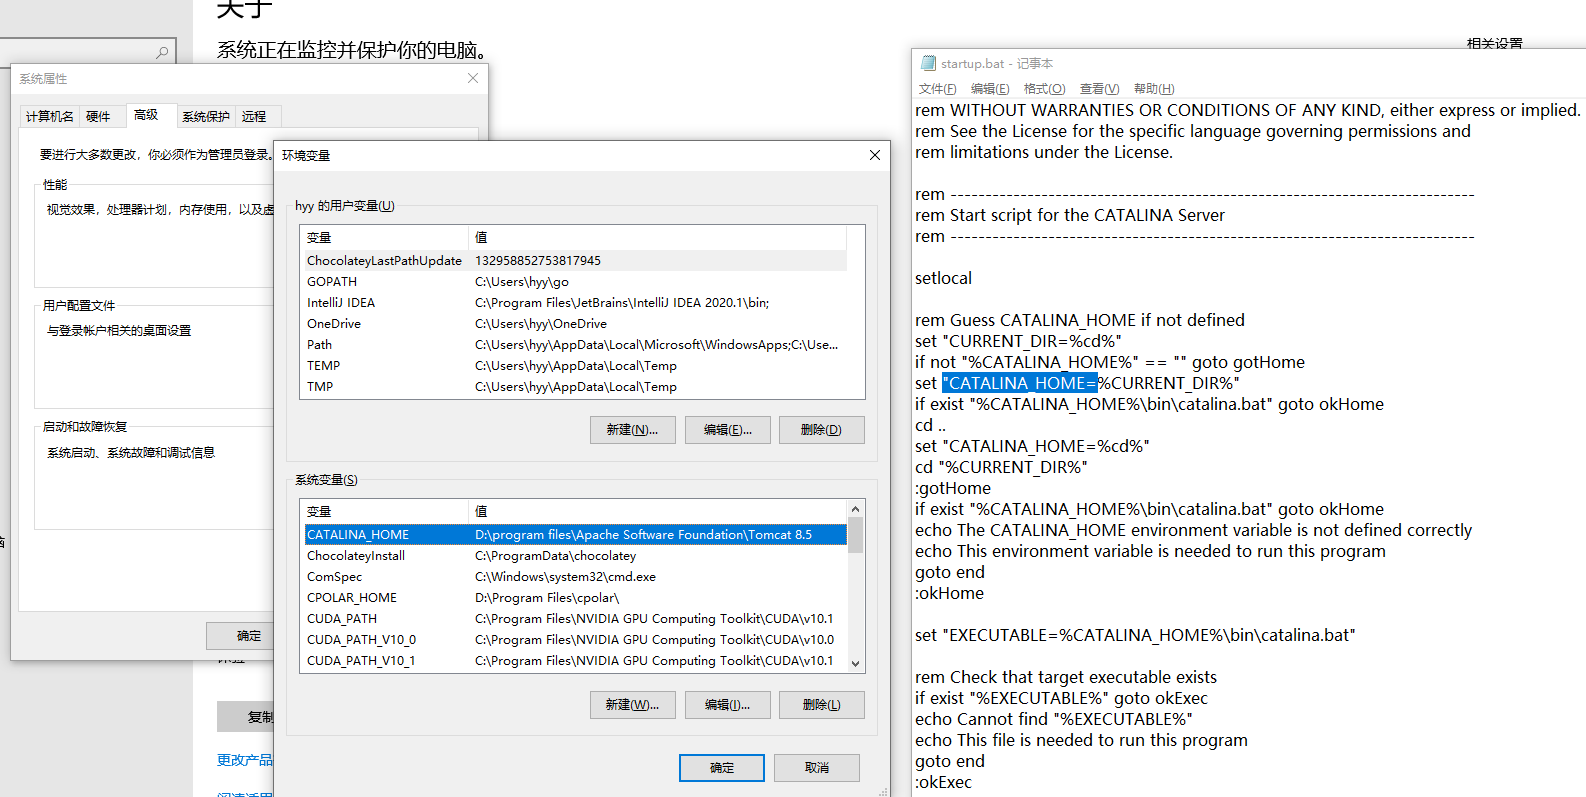 关于
系统正在监控并保护你的电脑。
相关设置
系统属性
计算机名 硬件 高级 系统保护 远程
要进行大多数更改，你必须作为管理员登录。
性能
视觉效果，处理器计划，内存使用，以及虚
用户配置文件
与登录帐户相关的桌面设置
启动和故障恢复
系统启动、系统故障和调试信息
确定
复制
更改产品
环境变量
hyy 的用户变量(U)
变量 值
ChocolateyLastPathUpdate 132958852753817945
GOPATH C:\Users\hyy\go
IntelliJ IDEA C:\Program Files\JetBrains\IntelliJ IDEA 2020.1\bin;
OneDrive C:\Users\hyy\OneDrive
Path C:\Users\hyy\AppData\Local\Microsoft\WindowsApps;C:\Use...
TEMP C:\Users\hyy\AppData\Local\Temp
TMP C:\Users\hyy\AppData\Local\Temp
新建(N)... 编辑(E)... 删除(D)
系统变量(S)
变量 值
CATALINA_HOME D:\program files\Apache Software Foundation\Tomcat 8.5
ChocolateyInstall C:\ProgramData\chocolatey
ComSpec C:\Windows\system32\cmd.exe
CPOLAR_HOME D:\Program Files\cpolar\
CUDA_PATH C:\Program Files\NVIDIA GPU Computing Toolkit\CUDA\v10.1
CUDA_PATH_V10_0 C:\Program Files\NVIDIA GPU Computing Toolkit\CUDA\v10.0
CUDA_PATH_V10_1 C:\Program Files\NVIDIA GPU Computing Toolkit\CUDA\v10.1
新建(W)... 编辑(I)... 删除(L)
确定 取消
startup.bat - 记事本
文件(F) 编辑(E) 格式(O) 查看(V) 帮助(H)
rem WITHOUT WARRANTIES OR CONDITIONS OF ANY KIND, either express or implied.
rem See the License for the specific language governing permissions and
rem limitations under the License.
rem ---------------------------------------------------------------------------
rem Start script for the CATALINA Server
rem ---------------------------------------------------------------------------
setlocal
rem Guess CATALINA_HOME if not defined
set "CURRENT_DIR=%cd%"
if not "%CATALINA_HOME%" == "" goto gotHome
set "CATALINA_HOME=%CURRENT_DIR%"
if exist "%CATALINA_HOME%\bin\catalina.bat" goto okHome
cd ..
set "CATALINA_HOME=%cd%"
cd "%CURRENT_DIR%"
:gotHome
if exist "%CATALINA_HOME%\bin\catalina.bat" goto okHome
echo The CATALINA_HOME environment variable is not defined correctly
echo This environment variable is needed to run this program
goto end
:okHome
set "EXECUTABLE=%CATALINA_HOME%\bin\catalina.bat"
rem Check that target executable exists
if exist "%EXECUTABLE%" goto okExec
echo Cannot find "%EXECUTABLE%"
echo This file is needed to run this program
goto end
:okExec